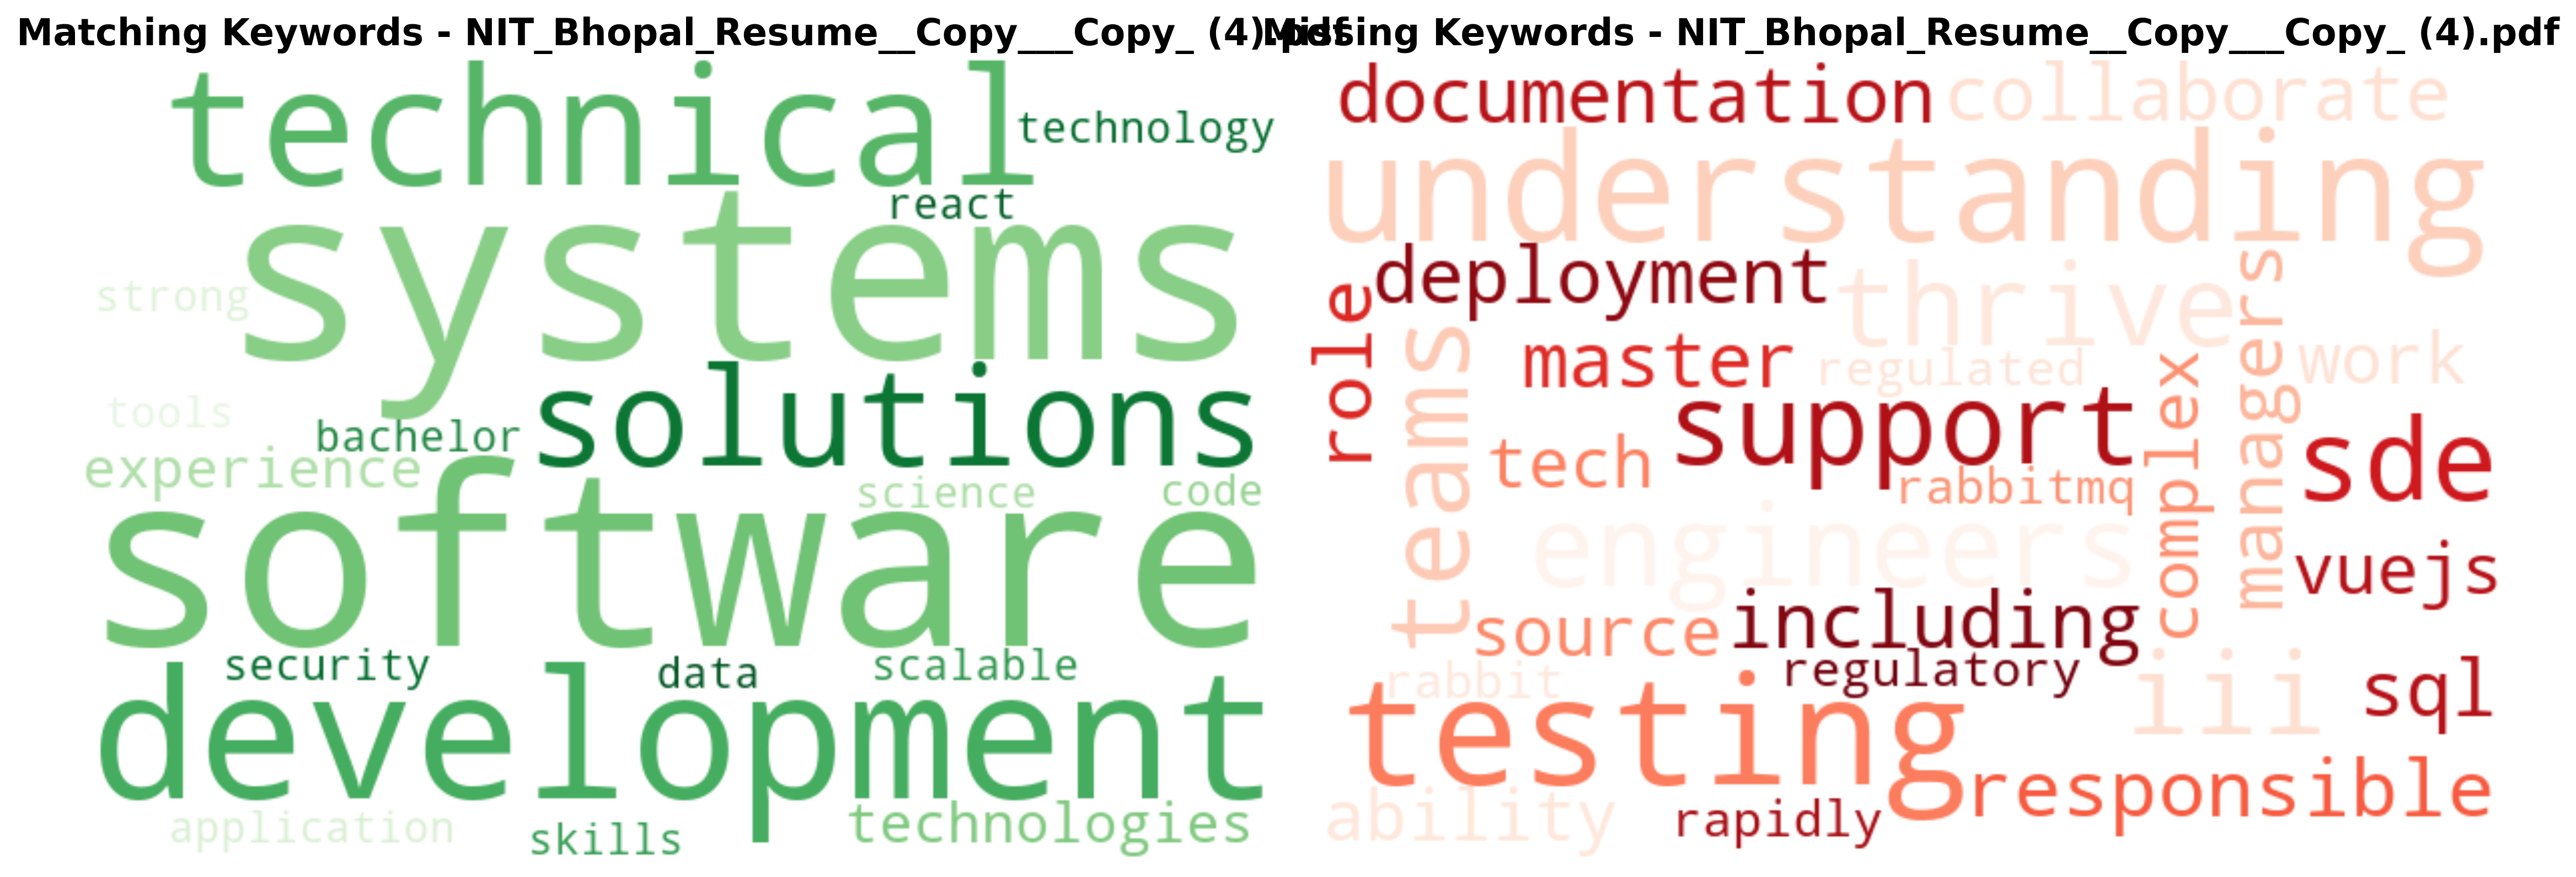 Matching Keywords - NIT_Bhopal_Resume__Copy___Copy_ (4).pdf
technical
technology
react
systems
strong
solutions
tools
bachelor
experience
science
code
software
security
data
scalable
development
application
skills
technologies
Missing Keywords - NIT_Bhopal_Resume__Copy___Copy_ (4).pdf
documentation
collaborate
understanding
deployment
thrive
role
teams
master
regulated
complex
managers
work
support
tech
rabbitmq
sde
engineers
vuejs
source
including
regulatory
rabbit
iii
sql
testing
responsible
ability
rapidly